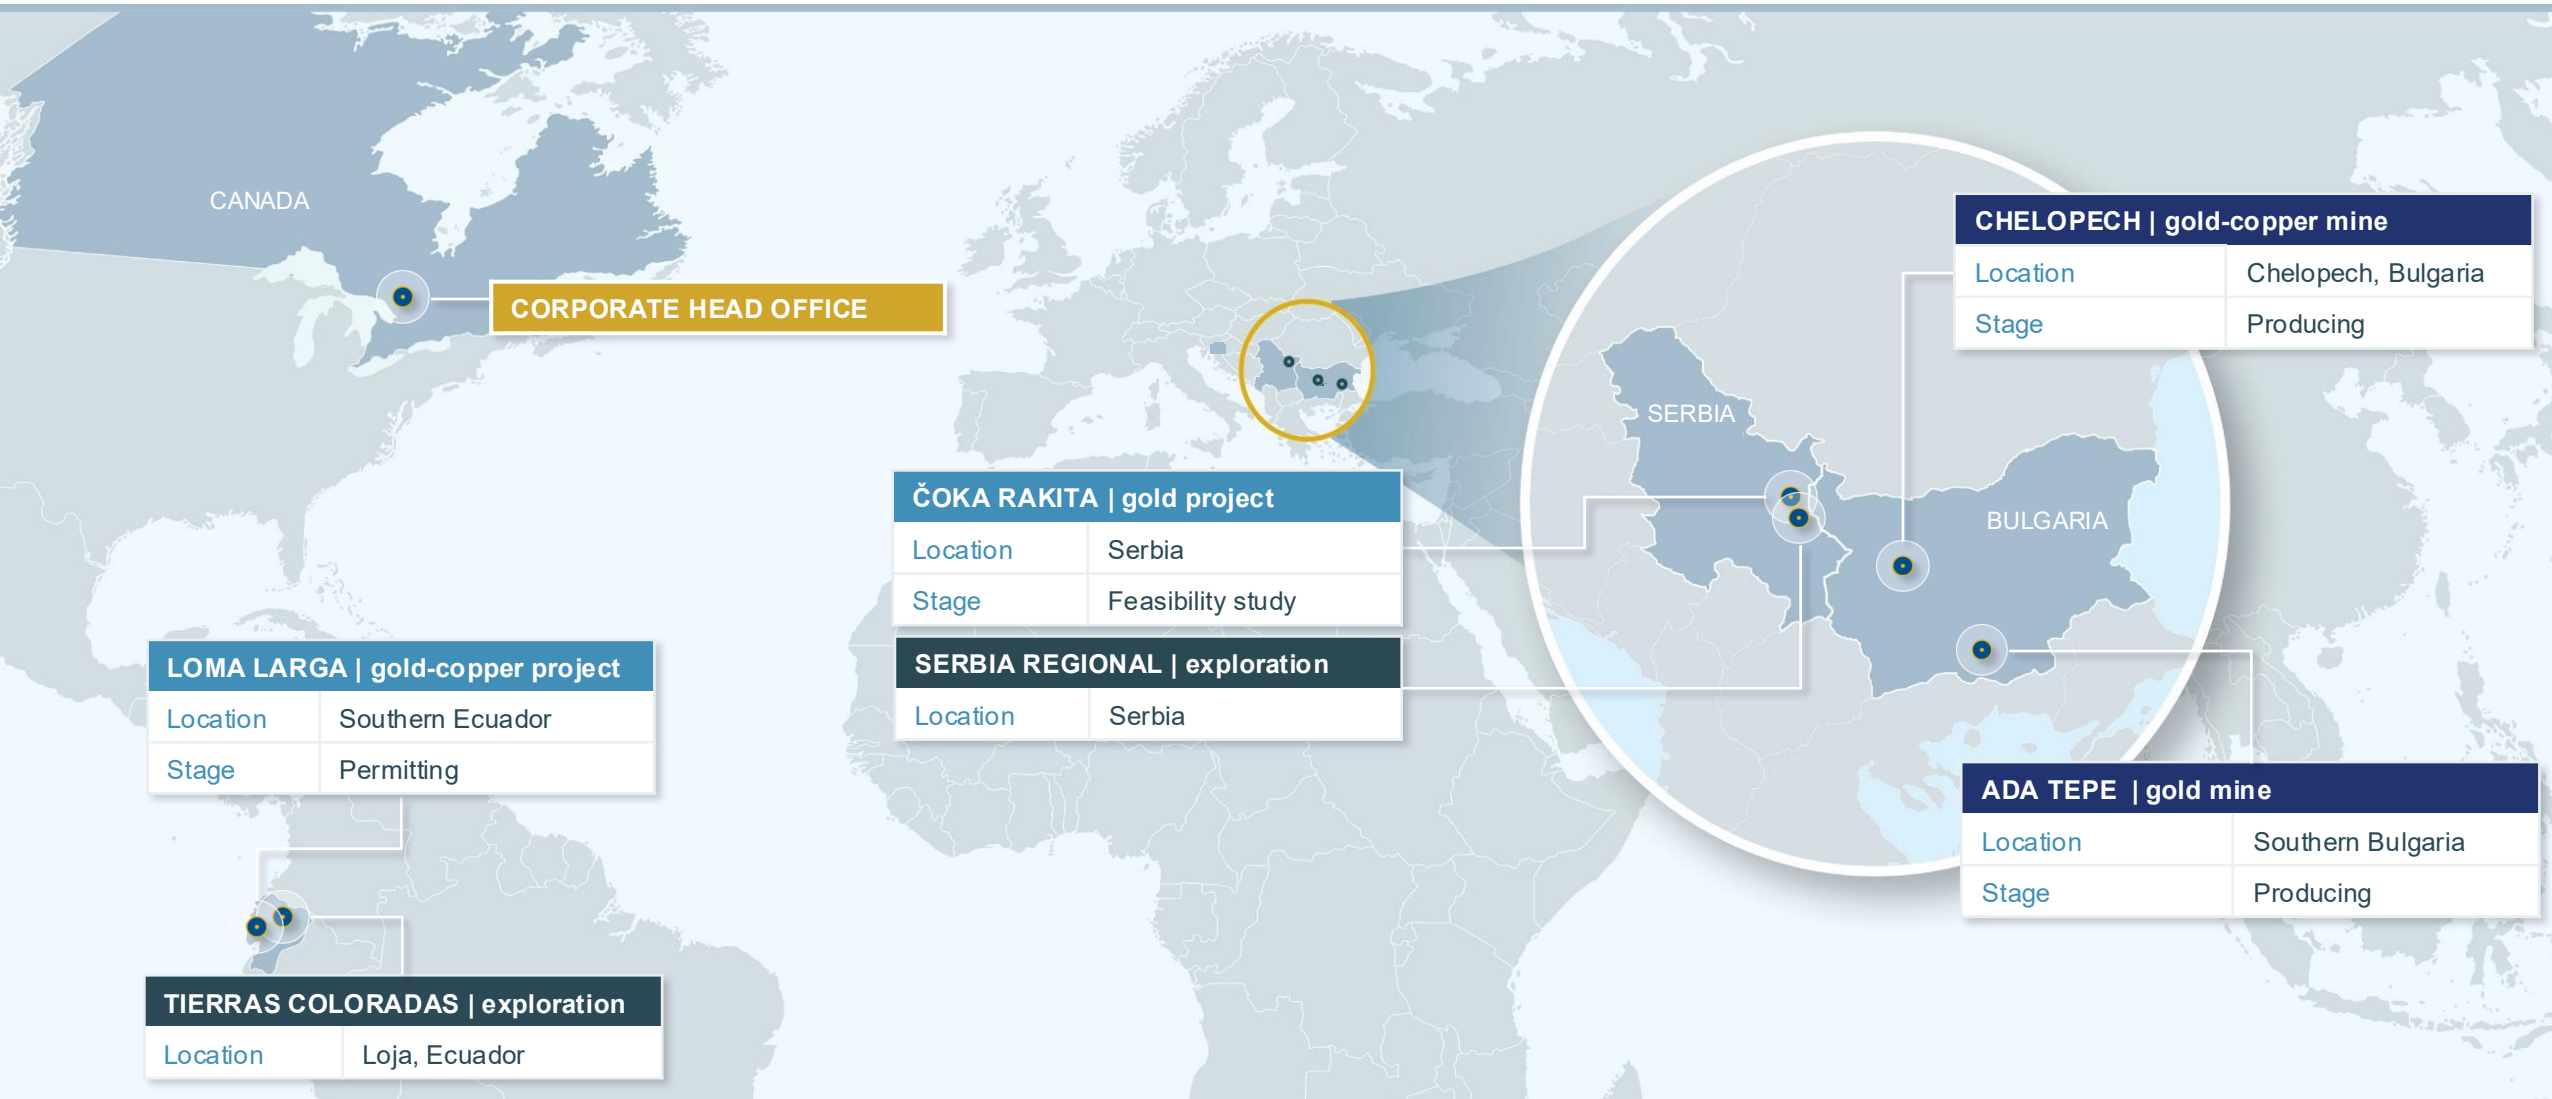 CANADA
CORPORATE HEAD OFFICE
CHELOPECH | gold-copper mine
Location Chelopech, Bulgaria
Stage Producing
SERBIA
BULGARIA
ČOKA RAKITA | gold project
Location Serbia
Stage Feasibility study
SERBIA REGIONAL | exploration
Location Serbia
LOMA LARGA | gold-copper project
Location Southern Ecuador
Stage Permitting
ADA TEPE | gold mine
Location Southern Bulgaria
Stage Producing
TIERRAS COLORADAS | exploration
Location Loja, Ecuador